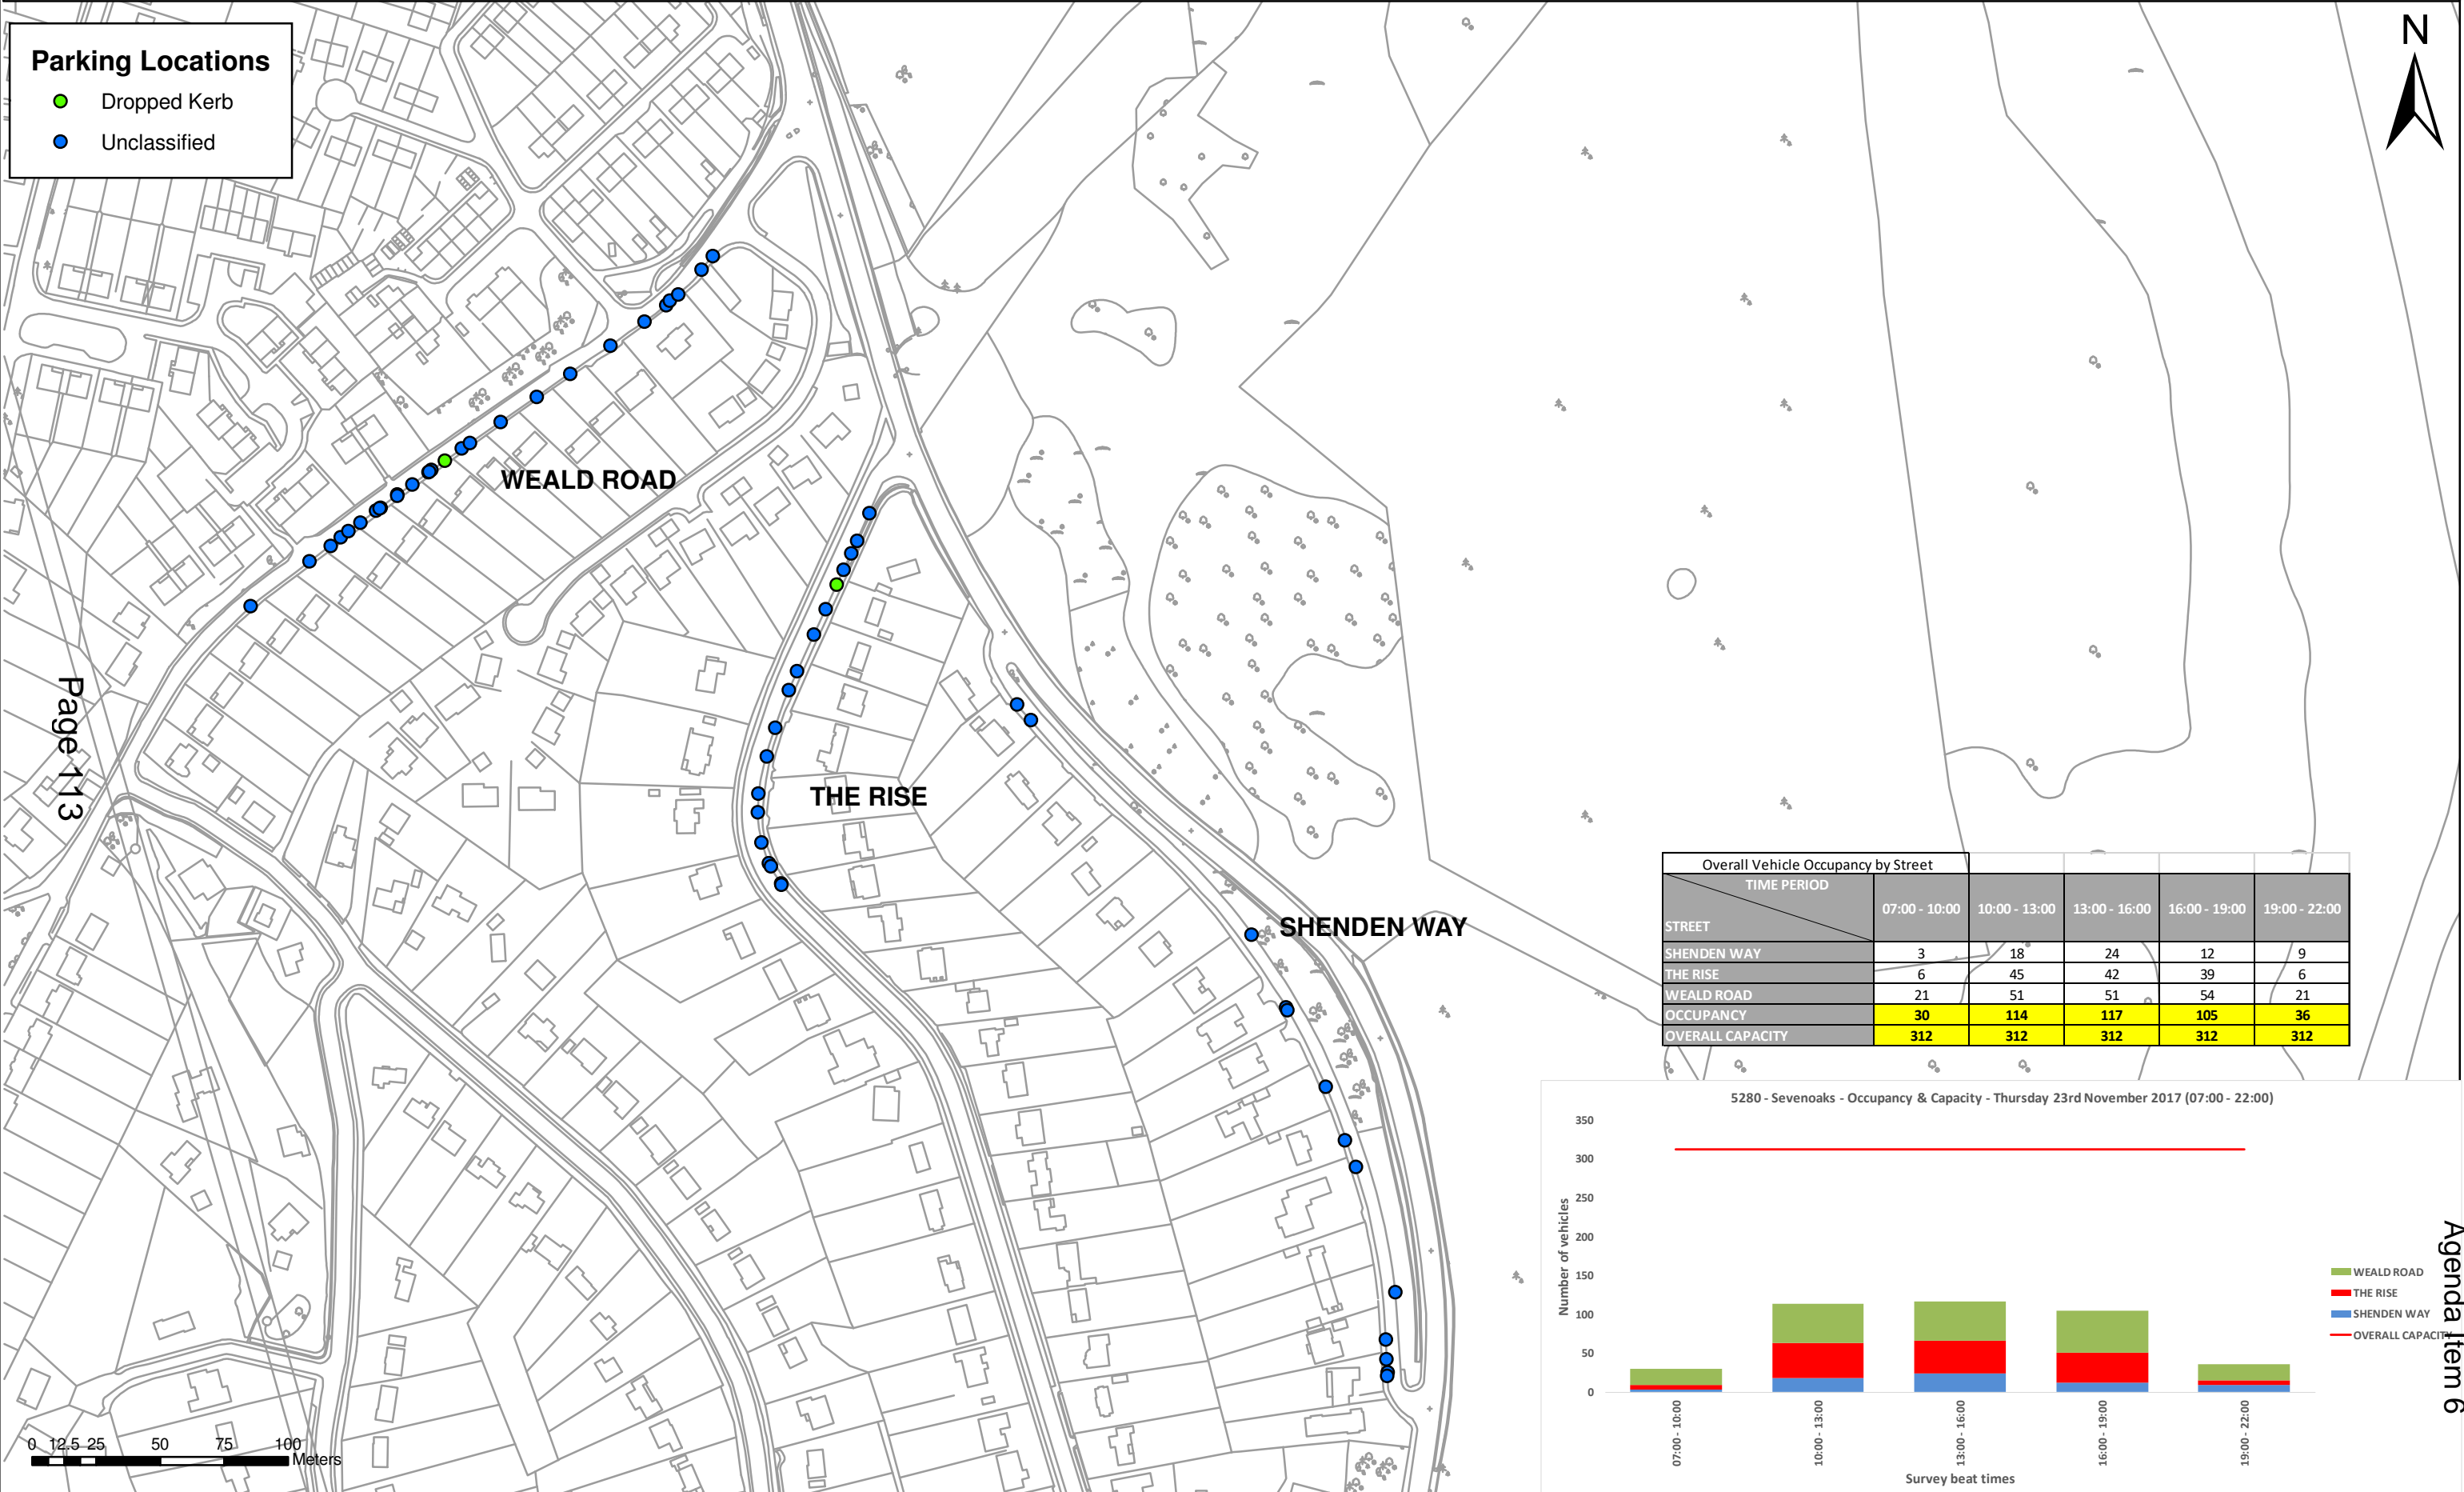 Parking Locations
Dropped Kerb
Unclassified
N
WEALD ROAD
THE RISE
SHENDEN WAY
Page 113
0 12.5 25 50 75 100
Meters
Overall Vehicle Occupancy by Street
TIME PERIOD
STREET
07:00 - 10:00 10:00 - 13:00 13:00 - 16:00 16:00 - 19:00 19:00 - 22:00
SHENDEN WAY 3 18 24 12 9
THE RISE 6 45 42 39 6
WEALD ROAD 21 51 51 54 21
OCCUPANCY 30 114 117 105 36
OVERALL CAPACITY 312 312 312 312 312
5280 - Sevenoaks - Occupancy & Capacity - Thursday 23rd November 2017 (07:00 - 22:00)
Number of vehicles
350
300
250
200
150
100
50
0
07:00 - 10:00
10:00 - 13:00
13:00 - 16:00
16:00 - 19:00
19:00 - 22:00
Survey beat times
WEALD ROAD
THE RISE
SHENDEN WAY
OVERALL CAPACITY
Agenda Item 6